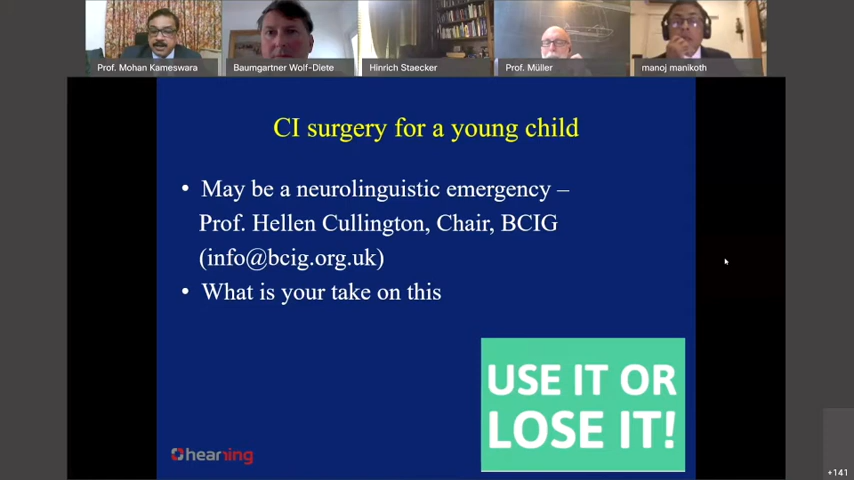 Prof. Mohan Kameswara
Baumgartner Wolf-Diete
Hinrich Staecker
Prof. Müller
manoj manikoth
CI surgery for a young child
• May be a neurolinguistic emergency –
Prof. Hellen Cullington, Chair, BCIG
(info@bcig.org.uk)
• What is your take on this
USE IT OR
LOSE IT!
hearring
+141